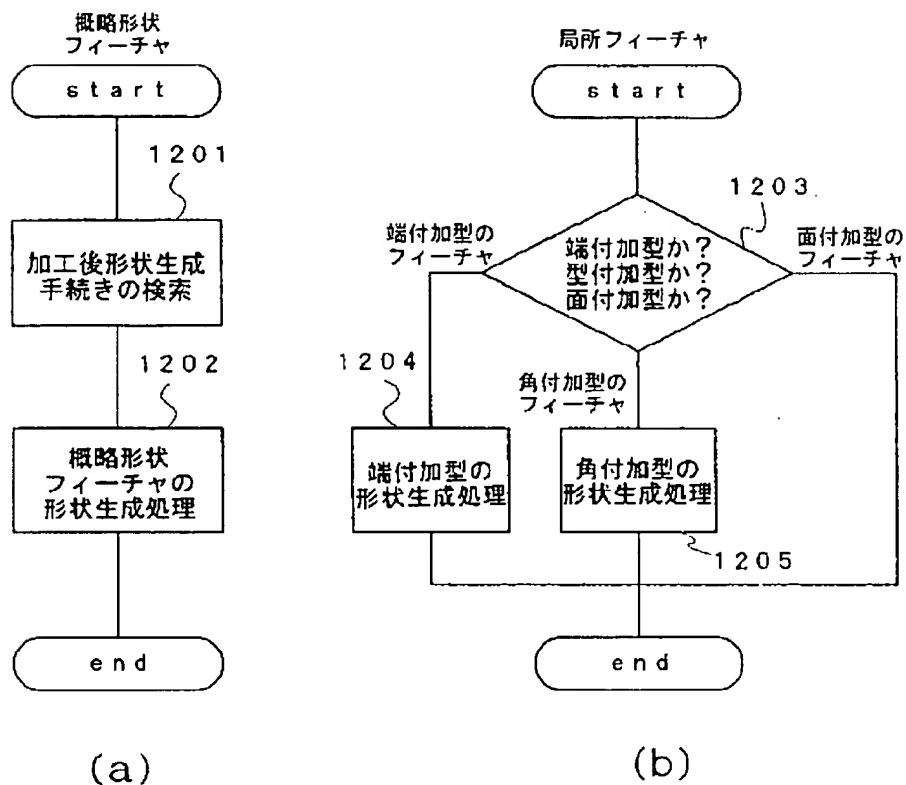 概略形状
フィーチャ
start
1201
加工後形状生成
手続きの検索
1202
概略形状
フィーチャの
形状生成処理
end
(a)
局所フィーチャ
start
1203
端付加型の
フィーチャ
端付加型か?
型付加型か?
面付加型か?
面付加型の
フィーチャ
1204
角付加型の
フィーチャ
端付加型の
形状生成処理
角付加型の
形状生成処理
1205
end
(b)